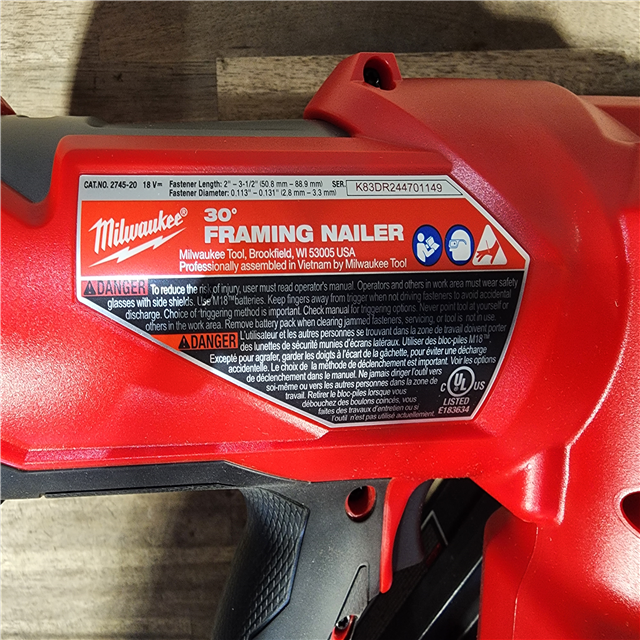 CAT.NO. 2745-20 18 V⎓ Fastener Length: 2" – 3-1/2" (50.8 mm – 88.9 mm) SER. K83DR244701149
Fastener Diameter: 0.113" – 0.131" (2.8 mm – 3.3 mm)
Milwaukee®
30°
FRAMING NAILER
Milwaukee Tool, Brookfield, WI 53005 USA
Professionally assembled in Vietnam by Milwaukee Tool
DANGER To reduce the risk of injury, user must read operator's manual. Operators and others in work area must wear safety
glasses with side shields. Use M18™ batteries. Keep fingers away from trigger when not driving fasteners to avoid accidental
discharge. Choice of triggering method is important. Check manual for triggering options. Never point tool at yourself or
others in work area. Remove battery pack when clearing jammed fasteners, servicing, or tool is not in use.
DANGER L'utilisateur et les autres personnes se trouvant dans la zone de travail doivent porter
des lunettes de sécurité munies d'écrans latéraux. Utiliser des bloc-piles M18™.
Excepté pour agrafer, garder les doigts à l'écart de la gâchette, pour éviter une décharge
accidentelle. Le choix de la méthode de déclenchement est important. Voir les options
de déclenchement dans le manuel. Ne jamais diriger l'outil vers
soi-même ou vers les autres personnes dans la zone de
travail. Retirer le bloc-piles lorsque vous
débouchez des boulons coincés, vous
faites des travaux d'entretien ou si
l'outil n'est pas utilisé actuellement.
C UL US
LISTED
E183634